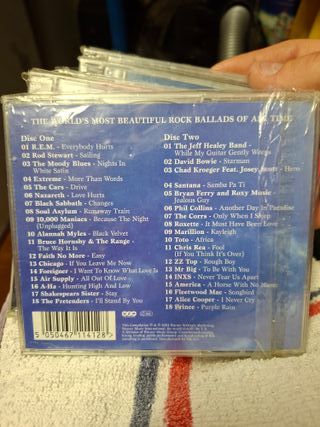 THE WORLD'S MOST BEAUTIFUL ROCK BALLADS OF ALL TIME
Disc One
01 R.E.M. - Everybody Hurts
02 Rod Stewart - Sailing
03 The Moody Blues - Nights In
White Satin
04 Extreme - More Than Words
05 The Cars - Drive
06 Nazareth - Love Hurts
07 Black Sabbath - Changes
08 Soul Asylum - Runaway Train
09 10,000 Maniacs - Because The Night
(Unplugged)
10 Alannah Myles - Black Velvet
11 Bruce Hornsby & The Range -
The Way It Is
12 Faith No More - Easy
13 Chicago - If You Leave Me Now
14 Foreigner - I Want To Know What Love Is
15 Air Supply - All Out Of Love
16 A-Ha - Hunting High And Low
17 Shakespears Sister - Stay
18 The Pretenders - I'll Stand By You
5 050467 114128 >
Disc Two
01 The Jeff Healey Band -
While My Guitar Gently Weeps
02 David Bowie - Starman
03 Chad Kroeger Feat. Josey - Hero
04 Santana - Samba Pa Ti
05 Bryan Ferry and Roxy Music -
Jealous Guy
06 Phil Collins - Another Day in Paradise
07 The Corrs - Only When I Sleep
08 Roxette - It Must Have Been Love
09 Marillion - Kayleigh
10 Toto - Africa
11 Chris Rea - Fool
(If You Think It's Over)
12 ZZ Top - Rough Boy
13 Mr Big - To Be With You
14 INXS - Never Tear Us Apart
15 America - A Horse With No Name
16 Fleetwood Mac - Songbird
17 Alice Cooper - I Never Cry
18 Prince - Purple Rain